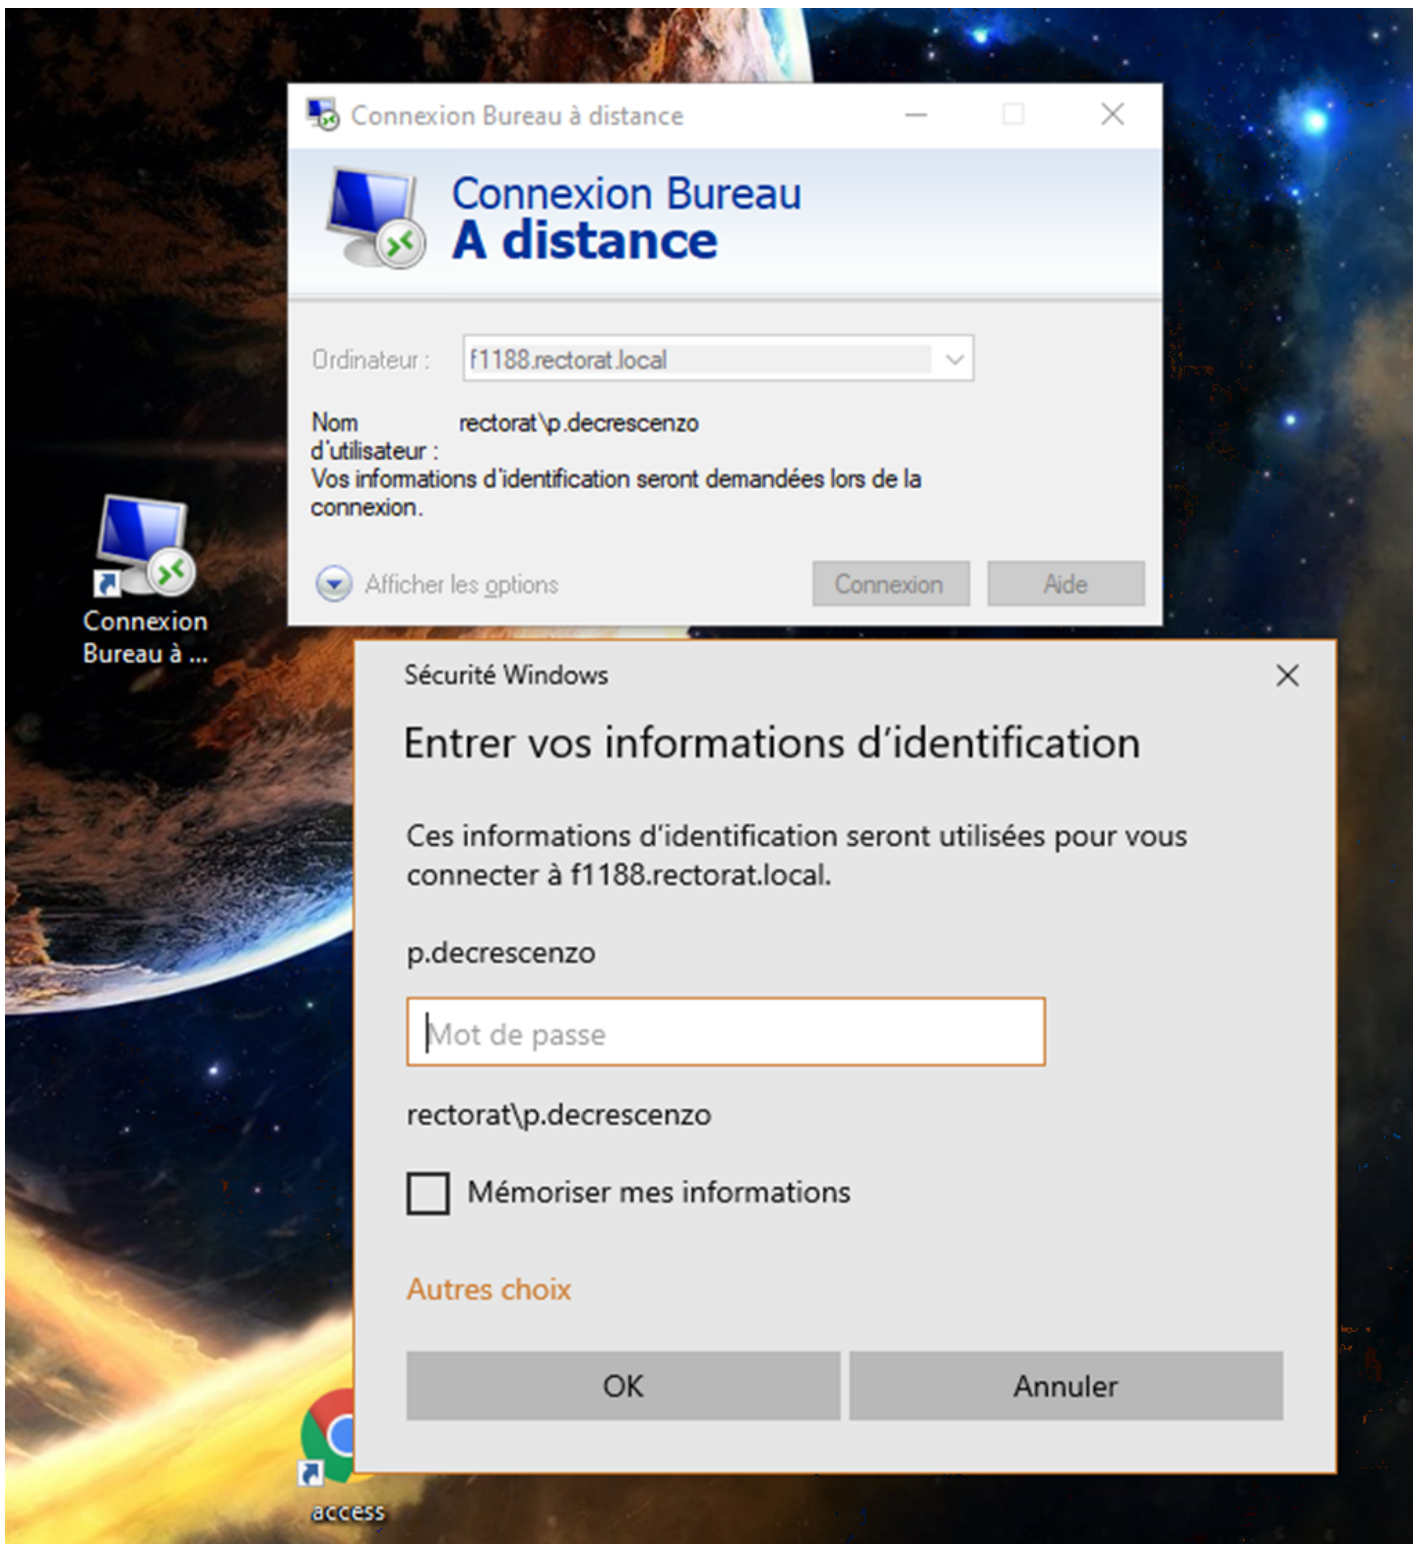 Connexion Bureau à distance
Connexion Bureau
A distance
Ordinateur :
f1188.rectorat.local
Nom d'utilisateur :
rectorat\p.decrescenzo
Vos informations d'identification seront demandées lors de la
connexion.
Afficher les options
Connexion
Aide
Connexion
Bureau à ...
Sécurité Windows
Entrer vos informations d'identification
Ces informations d'identification seront utilisées pour vous
connecter à f1188.rectorat.local.
p.decrescenzo
Mot de passe
rectorat\p.decrescenzo
Mémoriser mes informations
Autres choix
OK
Annuler
access